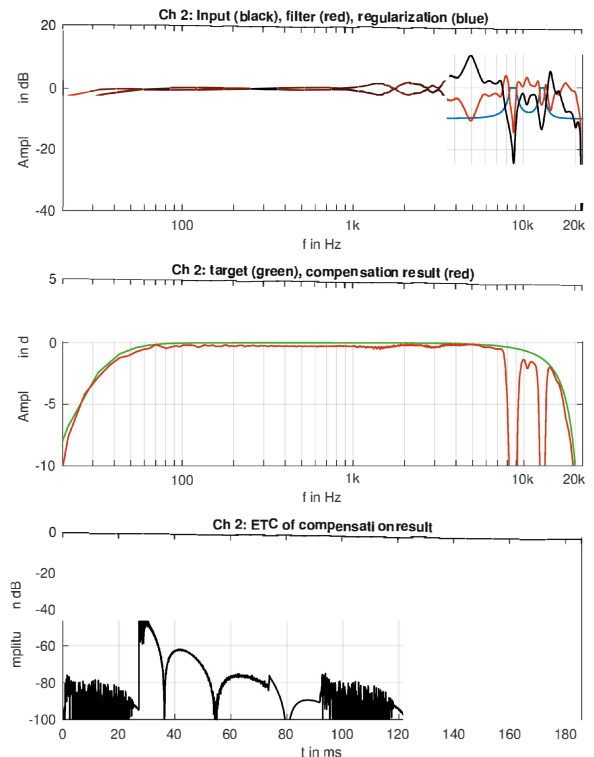 Ch 2: Input (black), filter (red), regularization (blue)
20
0
-20
-40
Ampl in dB
100 1k 10k 20k
f in Hz
Ch 2: target (green), compensation result (red)
5
0
-5
-10
Ampl in d
100 1k 10k 20k
f in Hz
Ch 2: ETC of compensation result
0
-20
-40
-60
-80
-100
mplitu n dB
0 20 40 60 80 100 120 140 160 180
t in ms